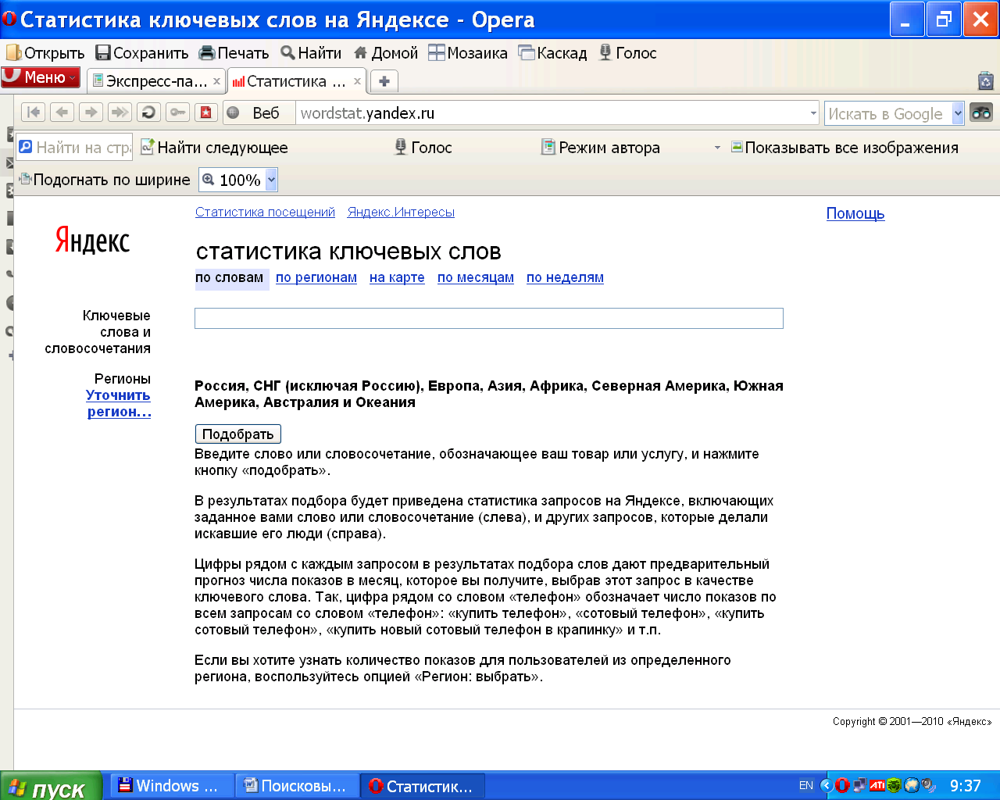 Статистика ключевых слов на Яндексе - Opera
Открыть Сохранить Печать Найти Домой Мозаика Каскад Голос
Меню Экспресс-па... Статистика ...
Веб wordstat.yandex.ru Искать в Google
Найти на стра Найти следующее Голос Режим автора Показывать все изображения
Подогнать по ширине 100%
Статистика посещений Яндекс.Интересы Помощь
Яндекс
статистика ключевых слов
по словам по регионам на карте по месяцам по неделям
Ключевые
слова и
словосочетания
Регионы
Уточнить
регион...
Россия, СНГ (исключая Россию), Европа, Азия, Африка, Северная Америка, Южная
Америка, Австралия и Океания
Подобрать
Введите слово или словосочетание, обозначающее ваш товар или услугу, и нажмите
кнопку «подобрать».
В результатах подбора будет приведена статистика запросов на Яндексе, включающих
заданное вами слово или словосочетание (слева), и других запросов, которые делали
искавшие его люди (справа).
Цифры рядом с каждым запросом в результатах подбора слов дают предварительный
прогноз числа показов в месяц, которое вы получите, выбрав этот запрос в качестве
ключевого слова. Так, цифра рядом со словом «телефон» обозначает число показов по
всем запросам со словом «телефон»: «купить телефон», «сотовый телефон», «купить
сотовый телефон», «купить новый сотовый телефон в крапинку» и т.п.
Если вы хотите узнать количество показов для пользователей из определенного
региона, воспользуйтесь опцией «Регион: выбрать».
Copyright © 2001—2010 «Яндекс»
пуск Windows ... Поисковы... Статистик... EN ATI 9:37